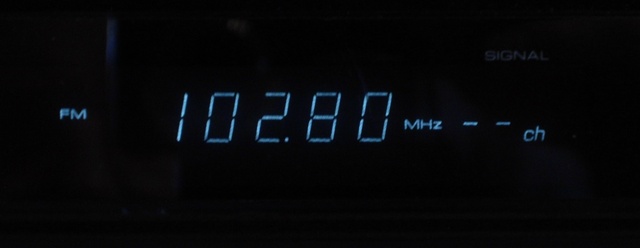 SIGNAL
FM 102.80 MHz -- ch